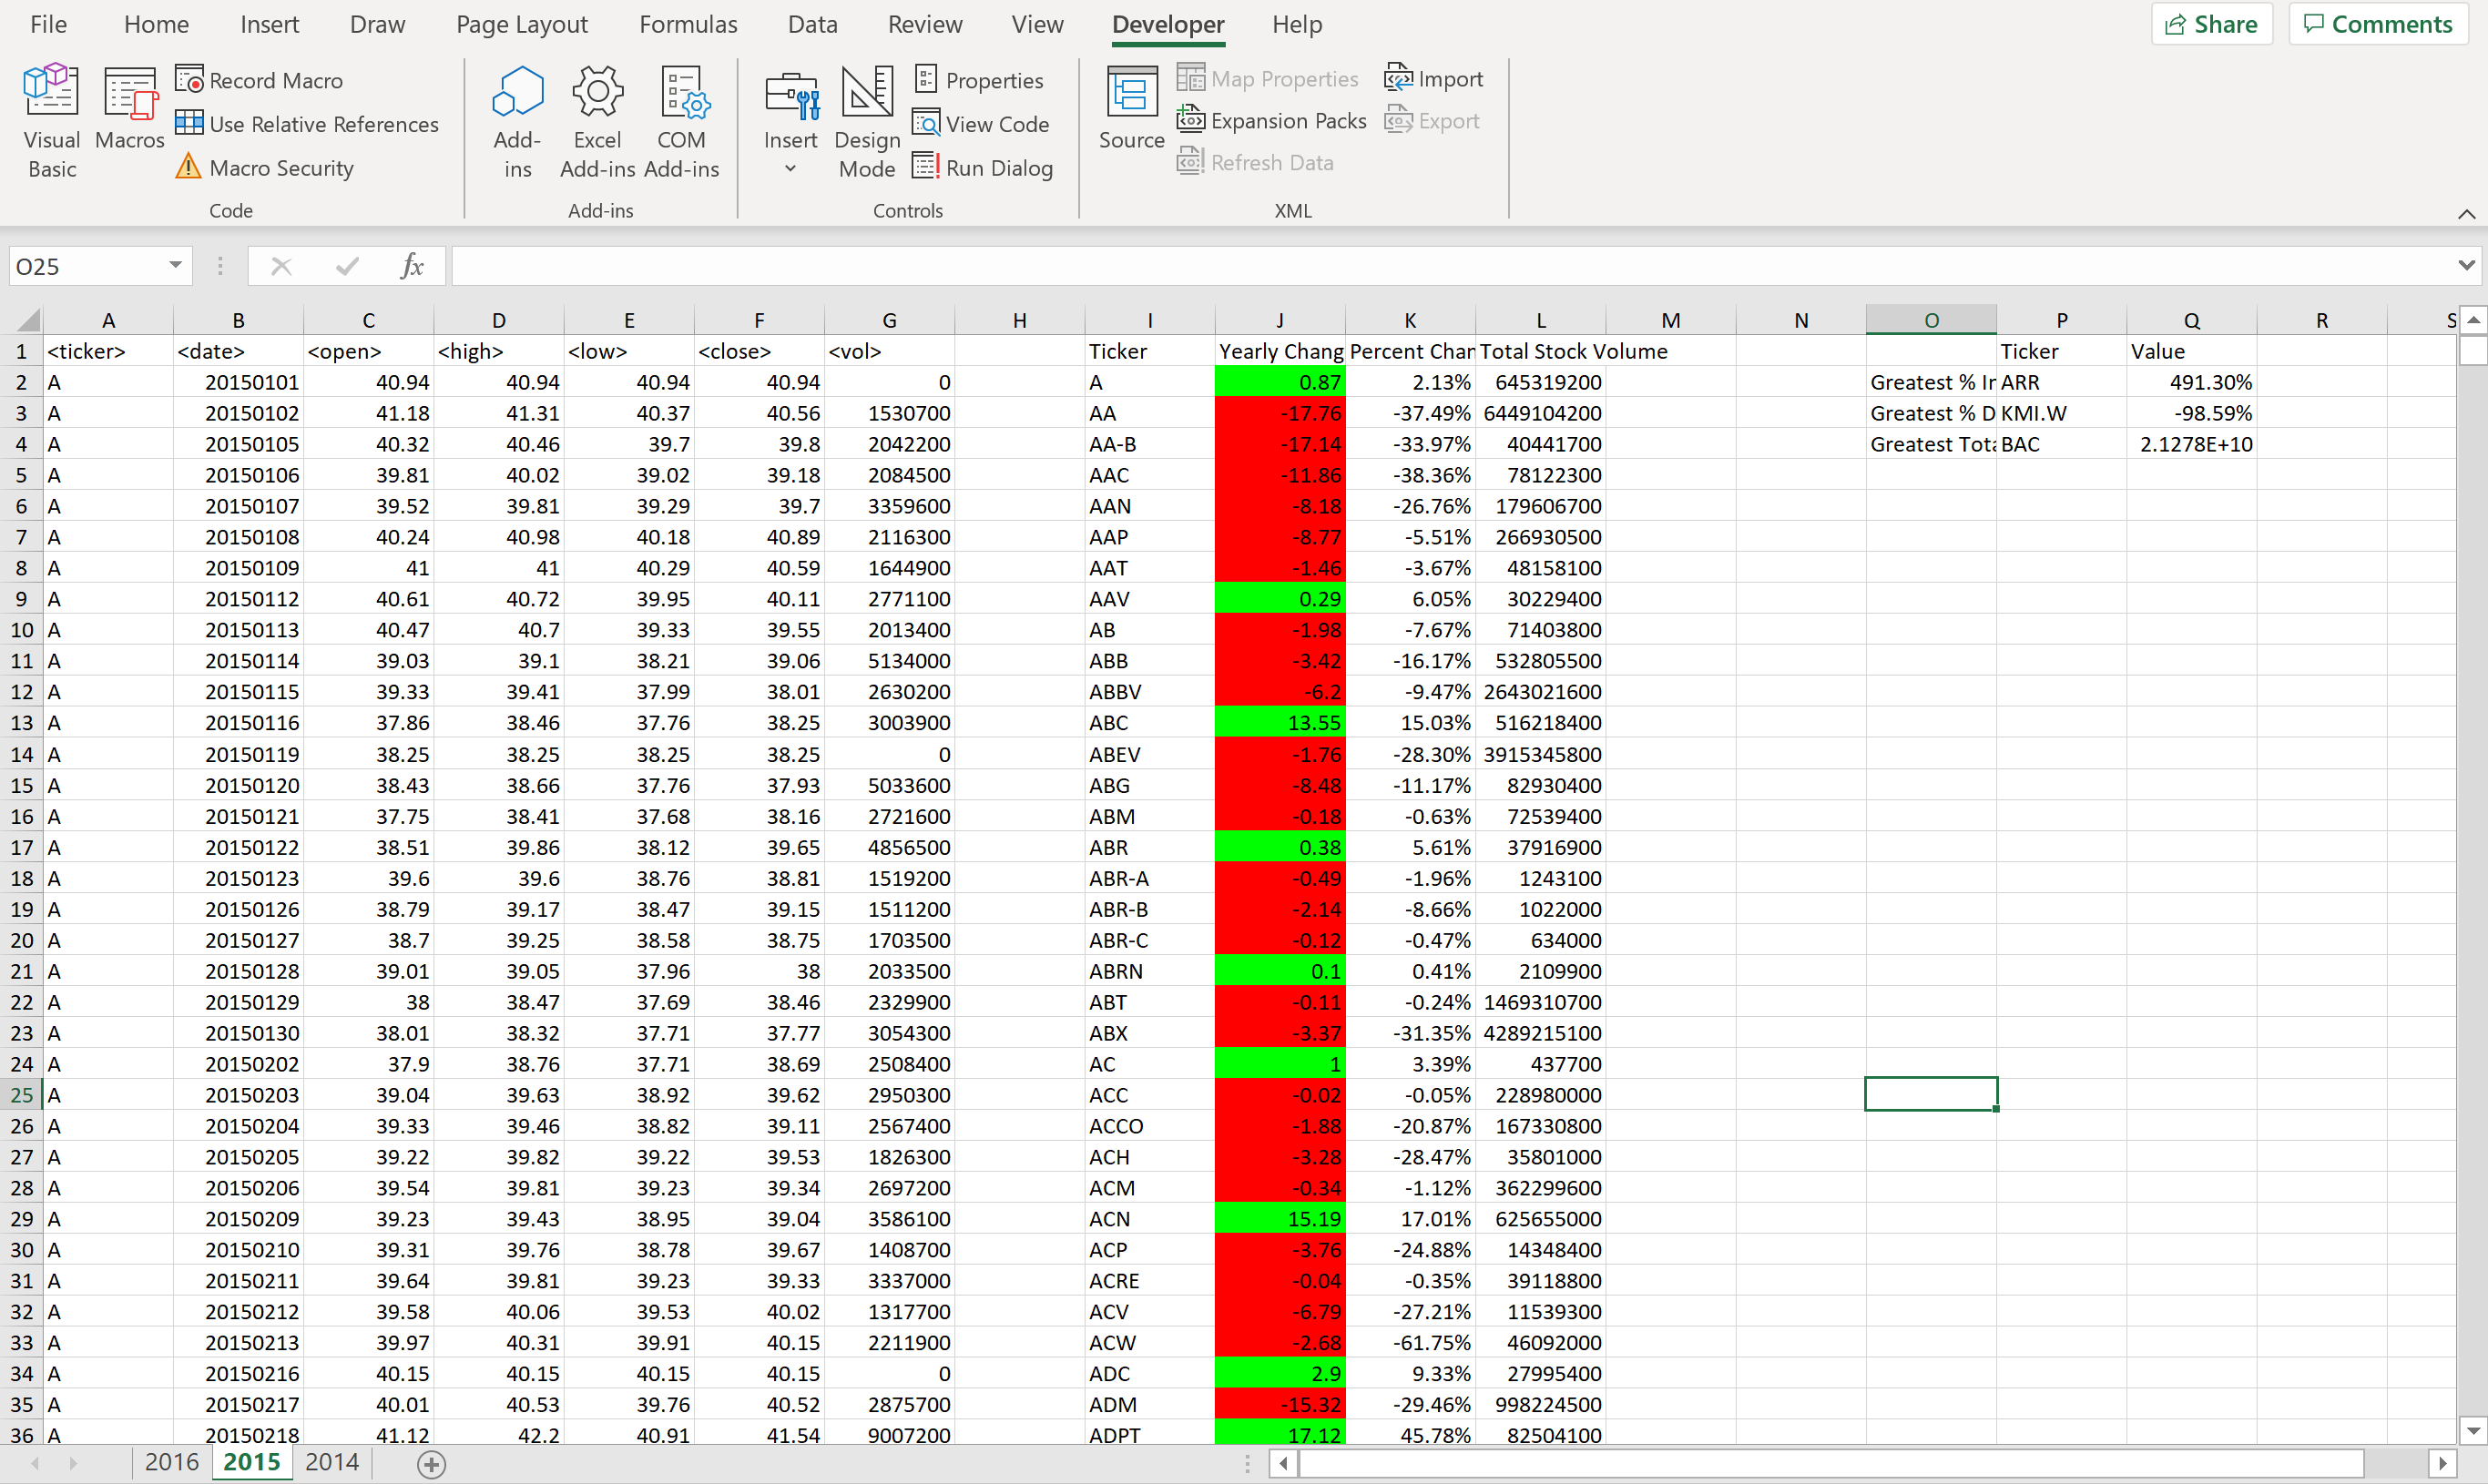 File Home Insert Draw Page Layout Formulas Data Review View Developer Help Share Comments
Visual Basic
Macros
Record Macro
Use Relative References
Macro Security
Code
Add-ins
Excel Add-ins
COM Add-ins
Add-ins
Insert
Design Mode
Properties
View Code
Run Dialog
Controls
Source
Map Properties
Expansion Packs
Refresh Data
Import
Export
XML
O25 fx
A B C D E F G H I J K L M N O P Q R S
1 <ticker> <date> <open> <high> <low> <close> <vol> Ticker Yearly Chang Percent Chan Total Stock Volume Ticker Value
2 A 20150101 40.94 40.94 40.94 40.94 0 A 0.87 2.13% 645319200 Greatest % In ARR 491.30%
3 A 20150102 41.18 41.31 40.37 40.56 1530700 AA -17.76 -37.49% 6449104200 Greatest % D KMI.W -98.59%
4 A 20150105 40.32 40.46 39.7 39.8 2042200 AA-B -17.14 -33.97% 40441700 Greatest Tota BAC 2.1278E+10
5 A 20150106 39.81 40.02 39.02 39.18 2084500 AAC -11.86 -38.36% 78122300
6 A 20150107 39.52 39.81 39.29 39.7 3359600 AAN -8.18 -26.76% 179606700
7 A 20150108 40.24 40.98 40.18 40.89 2116300 AAP -8.77 -5.51% 266930500
8 A 20150109 41 41 40.29 40.59 1644900 AAT -1.46 -3.67% 48158100
9 A 20150112 40.61 40.72 39.95 40.11 2771100 AAV 0.29 6.05% 30229400
10 A 20150113 40.47 40.7 39.33 39.55 2013400 AB -1.98 -7.67% 71403800
11 A 20150114 39.03 39.1 38.21 39.06 5134000 ABB -3.42 -16.17% 532805500
12 A 20150115 39.33 39.41 37.99 38.01 2630200 ABBV -6.2 -9.47% 2643021600
13 A 20150116 37.86 38.46 37.76 38.25 3003900 ABC 13.55 15.03% 516218400
14 A 20150119 38.25 38.25 38.25 38.25 0 ABEV -1.76 -28.30% 3915345800
15 A 20150120 38.43 38.66 37.76 37.93 5033600 ABG -8.48 -11.17% 82930400
16 A 20150121 37.75 38.41 37.68 38.16 2721600 ABM -0.18 -0.63% 72539400
17 A 20150122 38.51 39.86 38.12 39.65 4856500 ABR 0.38 5.61% 37916900
18 A 20150123 39.6 39.6 38.76 38.81 1519200 ABR-A -0.49 -1.96% 1243100
19 A 20150126 38.79 39.17 38.47 39.15 1511200 ABR-B -2.14 -8.66% 1022000
20 A 20150127 38.7 39.25 38.58 38.75 1703500 ABR-C -0.12 -0.47% 634000
21 A 20150128 39.01 39.05 37.96 38 2033500 ABRN 0.1 0.41% 2109900
22 A 20150129 38 38.47 37.69 38.46 2329900 ABT -0.11 -0.24% 1469310700
23 A 20150130 38.01 38.32 37.71 37.77 3054300 ABX -3.37 -31.35% 4289215100
24 A 20150202 37.9 38.76 37.71 38.69 2508400 AC 1 3.39% 437700
25 A 20150203 39.04 39.63 38.92 39.62 2950300 ACC -0.02 -0.05% 228980000
26 A 20150204 39.33 39.46 38.82 39.11 2567400 ACCO -1.88 -20.87% 167330800
27 A 20150205 39.22 39.82 39.22 39.53 1826300 ACH -3.28 -28.47% 35801000
28 A 20150206 39.54 39.81 39.23 39.34 2697200 ACM -0.34 -1.12% 362299600
29 A 20150209 39.23 39.43 38.95 39.04 3586100 ACN 15.19 17.01% 625655000
30 A 20150210 39.31 39.76 38.78 39.67 1408700 ACP -3.76 -24.88% 14348400
31 A 20150211 39.64 39.81 39.23 39.33 3337000 ACRE -0.04 -0.35% 39118800
32 A 20150212 39.58 40.06 39.53 40.02 1317700 ACV -6.79 -27.21% 11539300
33 A 20150213 39.97 40.31 39.91 40.15 2211900 ACW -2.68 -61.75% 46092000
34 A 20150216 40.15 40.15 40.15 40.15 0 ADC 2.9 9.33% 27995400
35 A 20150217 40.01 40.53 39.76 40.52 2875700 ADM -15.32 -29.46% 998224500
36 A 20150218 41.12 42.2 40.91 41.54 9007200 ADPT 17.12 45.78% 82504100
2016 2015 2014